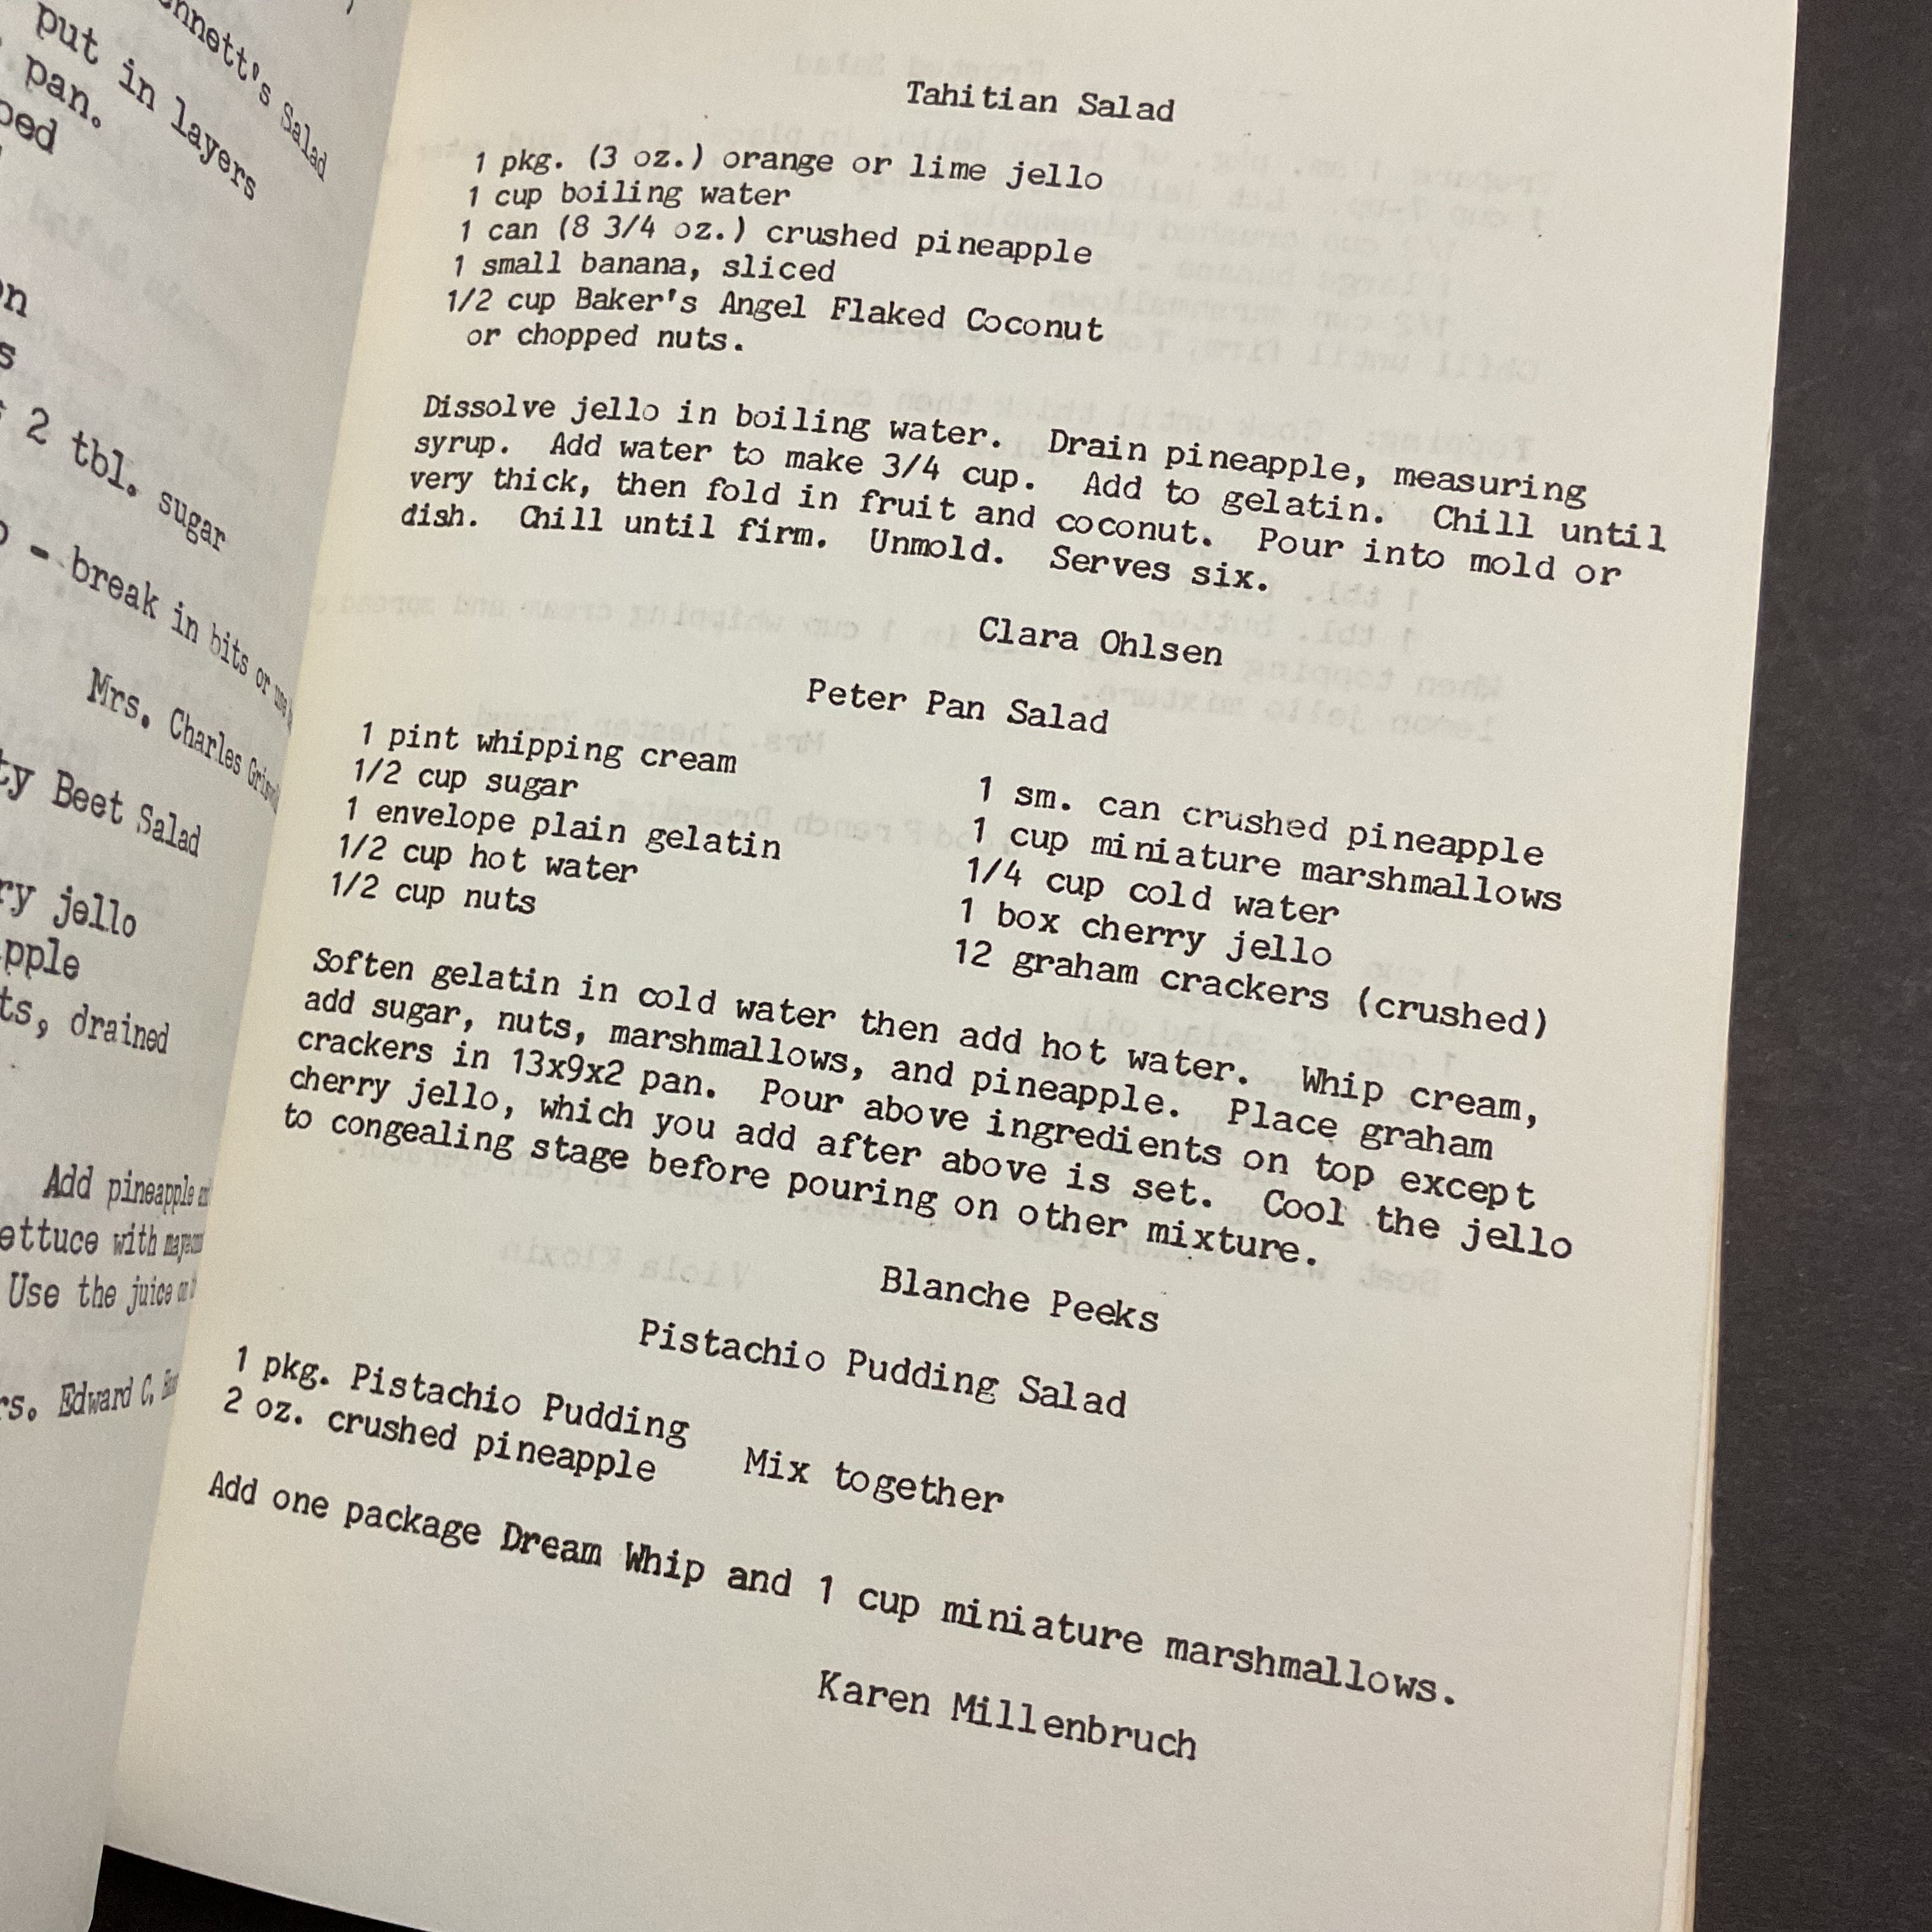 nnett's Salad
put in layers
pan.
2 tbl. sugar
- break in bits or
Mrs. Charles
Beet Salad
jello
drained
Add pineapple
with
Use the juice
Edward C.
Tahitian Salad
1 pkg. (3 oz.) orange or lime jello
1 cup boiling water
1 can (8 3/4 oz.) crushed pineapple
1 small banana, sliced
1/2 cup Baker's Angel Flaked Coconut
or chopped nuts.
Dissolve jello in boiling water. Drain pineapple, measuring
syrup. Add water to make 3/4 cup. Add to gelatin. Chill until
very thick, then fold in fruit and coconut. Pour into mold or
dish. Chill until firm. Unmold. Serves six.
Clara Ohlsen
Peter Pan Salad
1 pint whipping cream
1/2 cup sugar
1 envelope plain gelatin
1/2 cup hot water
1/2 cup nuts
1 sm. can crushed pineapple
1 cup miniature marshmallows
1/4 cup cold water
1 box cherry jello
12 graham crackers (crushed)
Soften gelatin in cold water then add hot water. Whip cream,
add sugar, nuts, marshmallows, and pineapple. Place graham
crackers in 13x9x2 pan. Pour above ingredients on top except
cherry jello, which you add after above is set. Cool the jello
to congealing stage before pouring on other mixture.
Blanche Peeks
Pistachio Pudding Salad
1 pkg. Pistachio Pudding
2 oz. crushed pineapple
Mix together
Add one package Dream Whip and 1 cup miniature marshmallows.
Karen Millenbruch